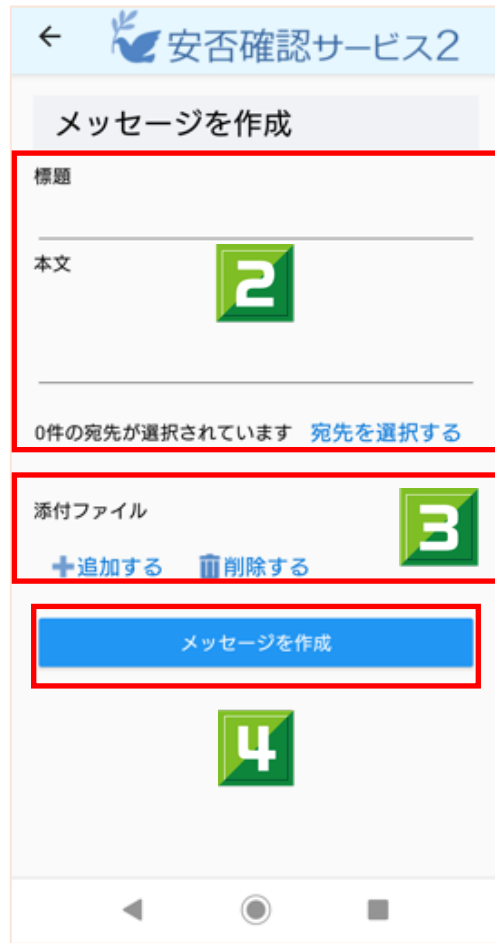 安否確認サービス2
メッセージを作成
標題
本文
2
0件の宛先が選択されています 宛先を選択する
添付ファイル
3
追加する 削除する
メッセージを作成
4